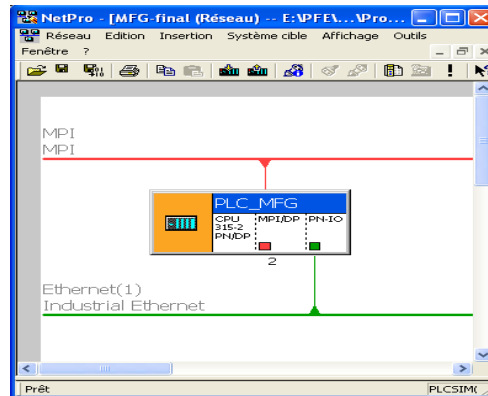 NetPro - [MFG-final (Réseau) -- E:\PFE\...\Pro...
Réseau Edition Insertion Système cible Affichage Outils
Fenêtre ?
MPI
MPI
PLC_MFG
CPU 315-2 PN/DP
MPI/DP
PN-IO
2
Ethernet(1)
Industrial Ethernet
Prêt
PLCSIM(